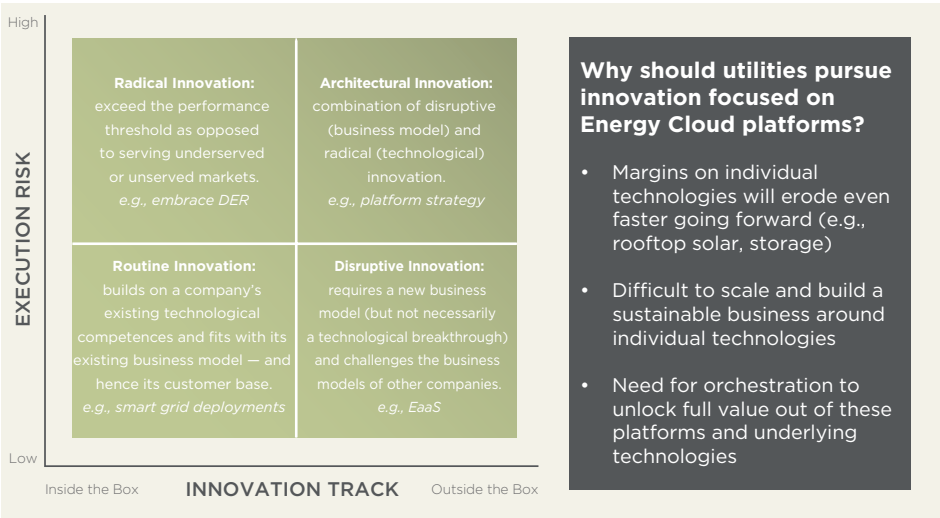 High
EXECUTION RISK
Low
Radical Innovation:
exceed the performance
threshold as opposed
to serving underserved
or unserved markets.
e.g., embrace DER
Architectural Innovation:
combination of disruptive
(business model) and
radical (technological)
innovation.
e.g., platform strategy
Routine Innovation:
builds on a company's
existing technological
competences and fits with its
existing business model — and
hence its customer base.
e.g., smart grid deployments
Disruptive Innovation:
requires a new business
model (but not necessarily
a technological breakthrough)
and challenges the business
models of other companies.
e.g., EaaS
Inside the Box
INNOVATION TRACK
Outside the Box
Why should utilities pursue
innovation focused on
Energy Cloud platforms?
• Margins on individual
technologies will erode even
faster going forward (e.g.,
rooftop solar, storage)
• Difficult to scale and build a
sustainable business around
individual technologies
• Need for orchestration to
unlock full value out of these
platforms and underlying
technologies